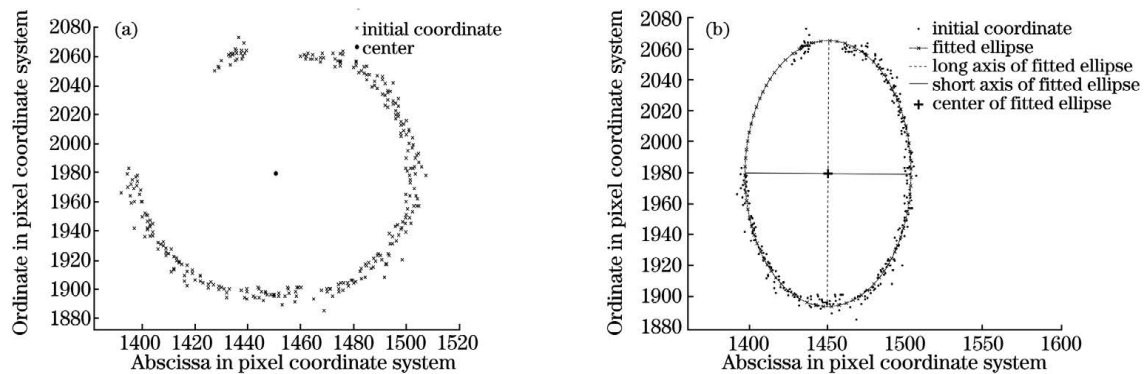 (a)
× initial coordinate
• center
Ordinate in pixel coordinate system
2080
2060
2040
2020
2000
1980
1960
1940
1920
1900
1880
1400 1420 1440 1460 1480 1500 1520
Abscissa in pixel coordinate system
(b)
initial coordinate
fitted ellipse
long axis of fitted ellipse
short axis of fitted ellipse
+ center of fitted ellipse
Ordinate in pixel coordinate system
2080
2060
2040
2020
2000
1980
1960
1940
1920
1900
1880
1400 1450 1500 1550 1600
Abscissa in pixel coordinate system